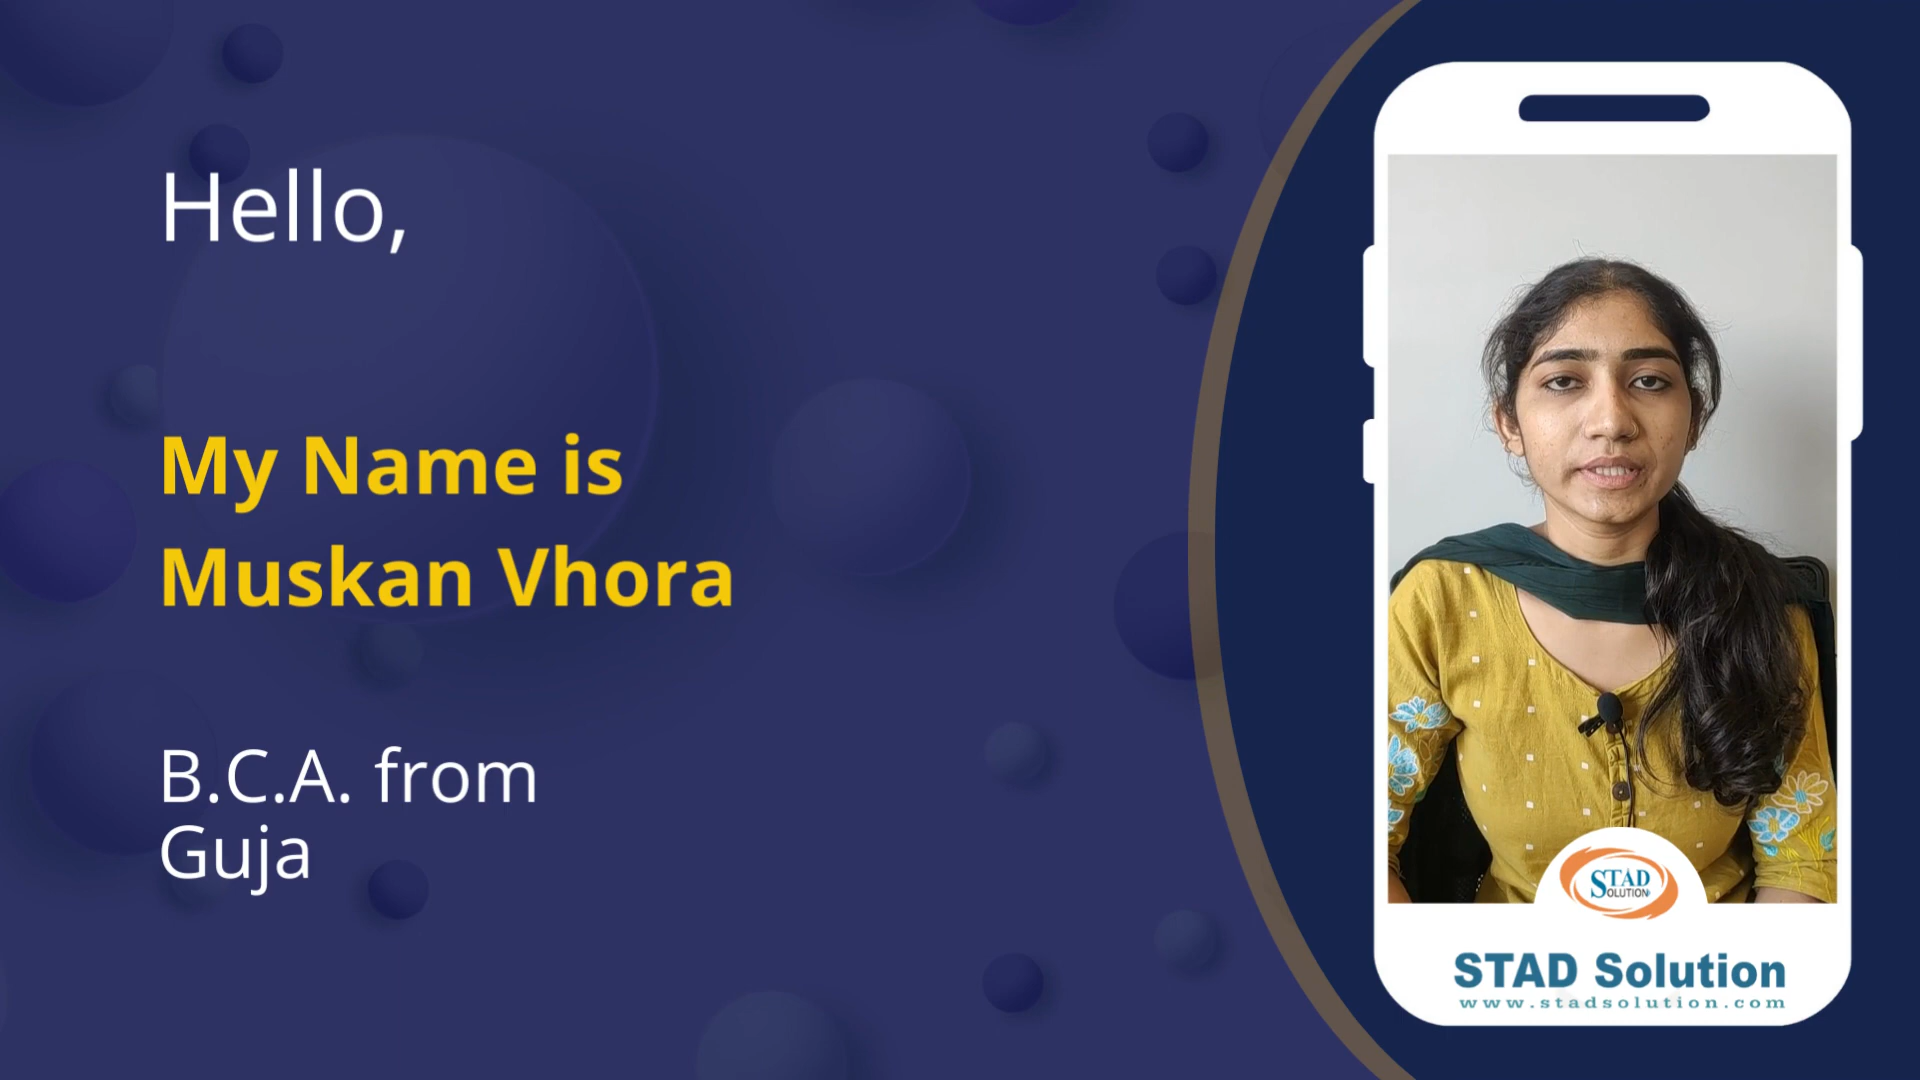 Hello,
My Name is
Muskan Vhora
B.C.A. from
Guja
STAD
SOLUTION
STAD Solution
www.stadsolution.com